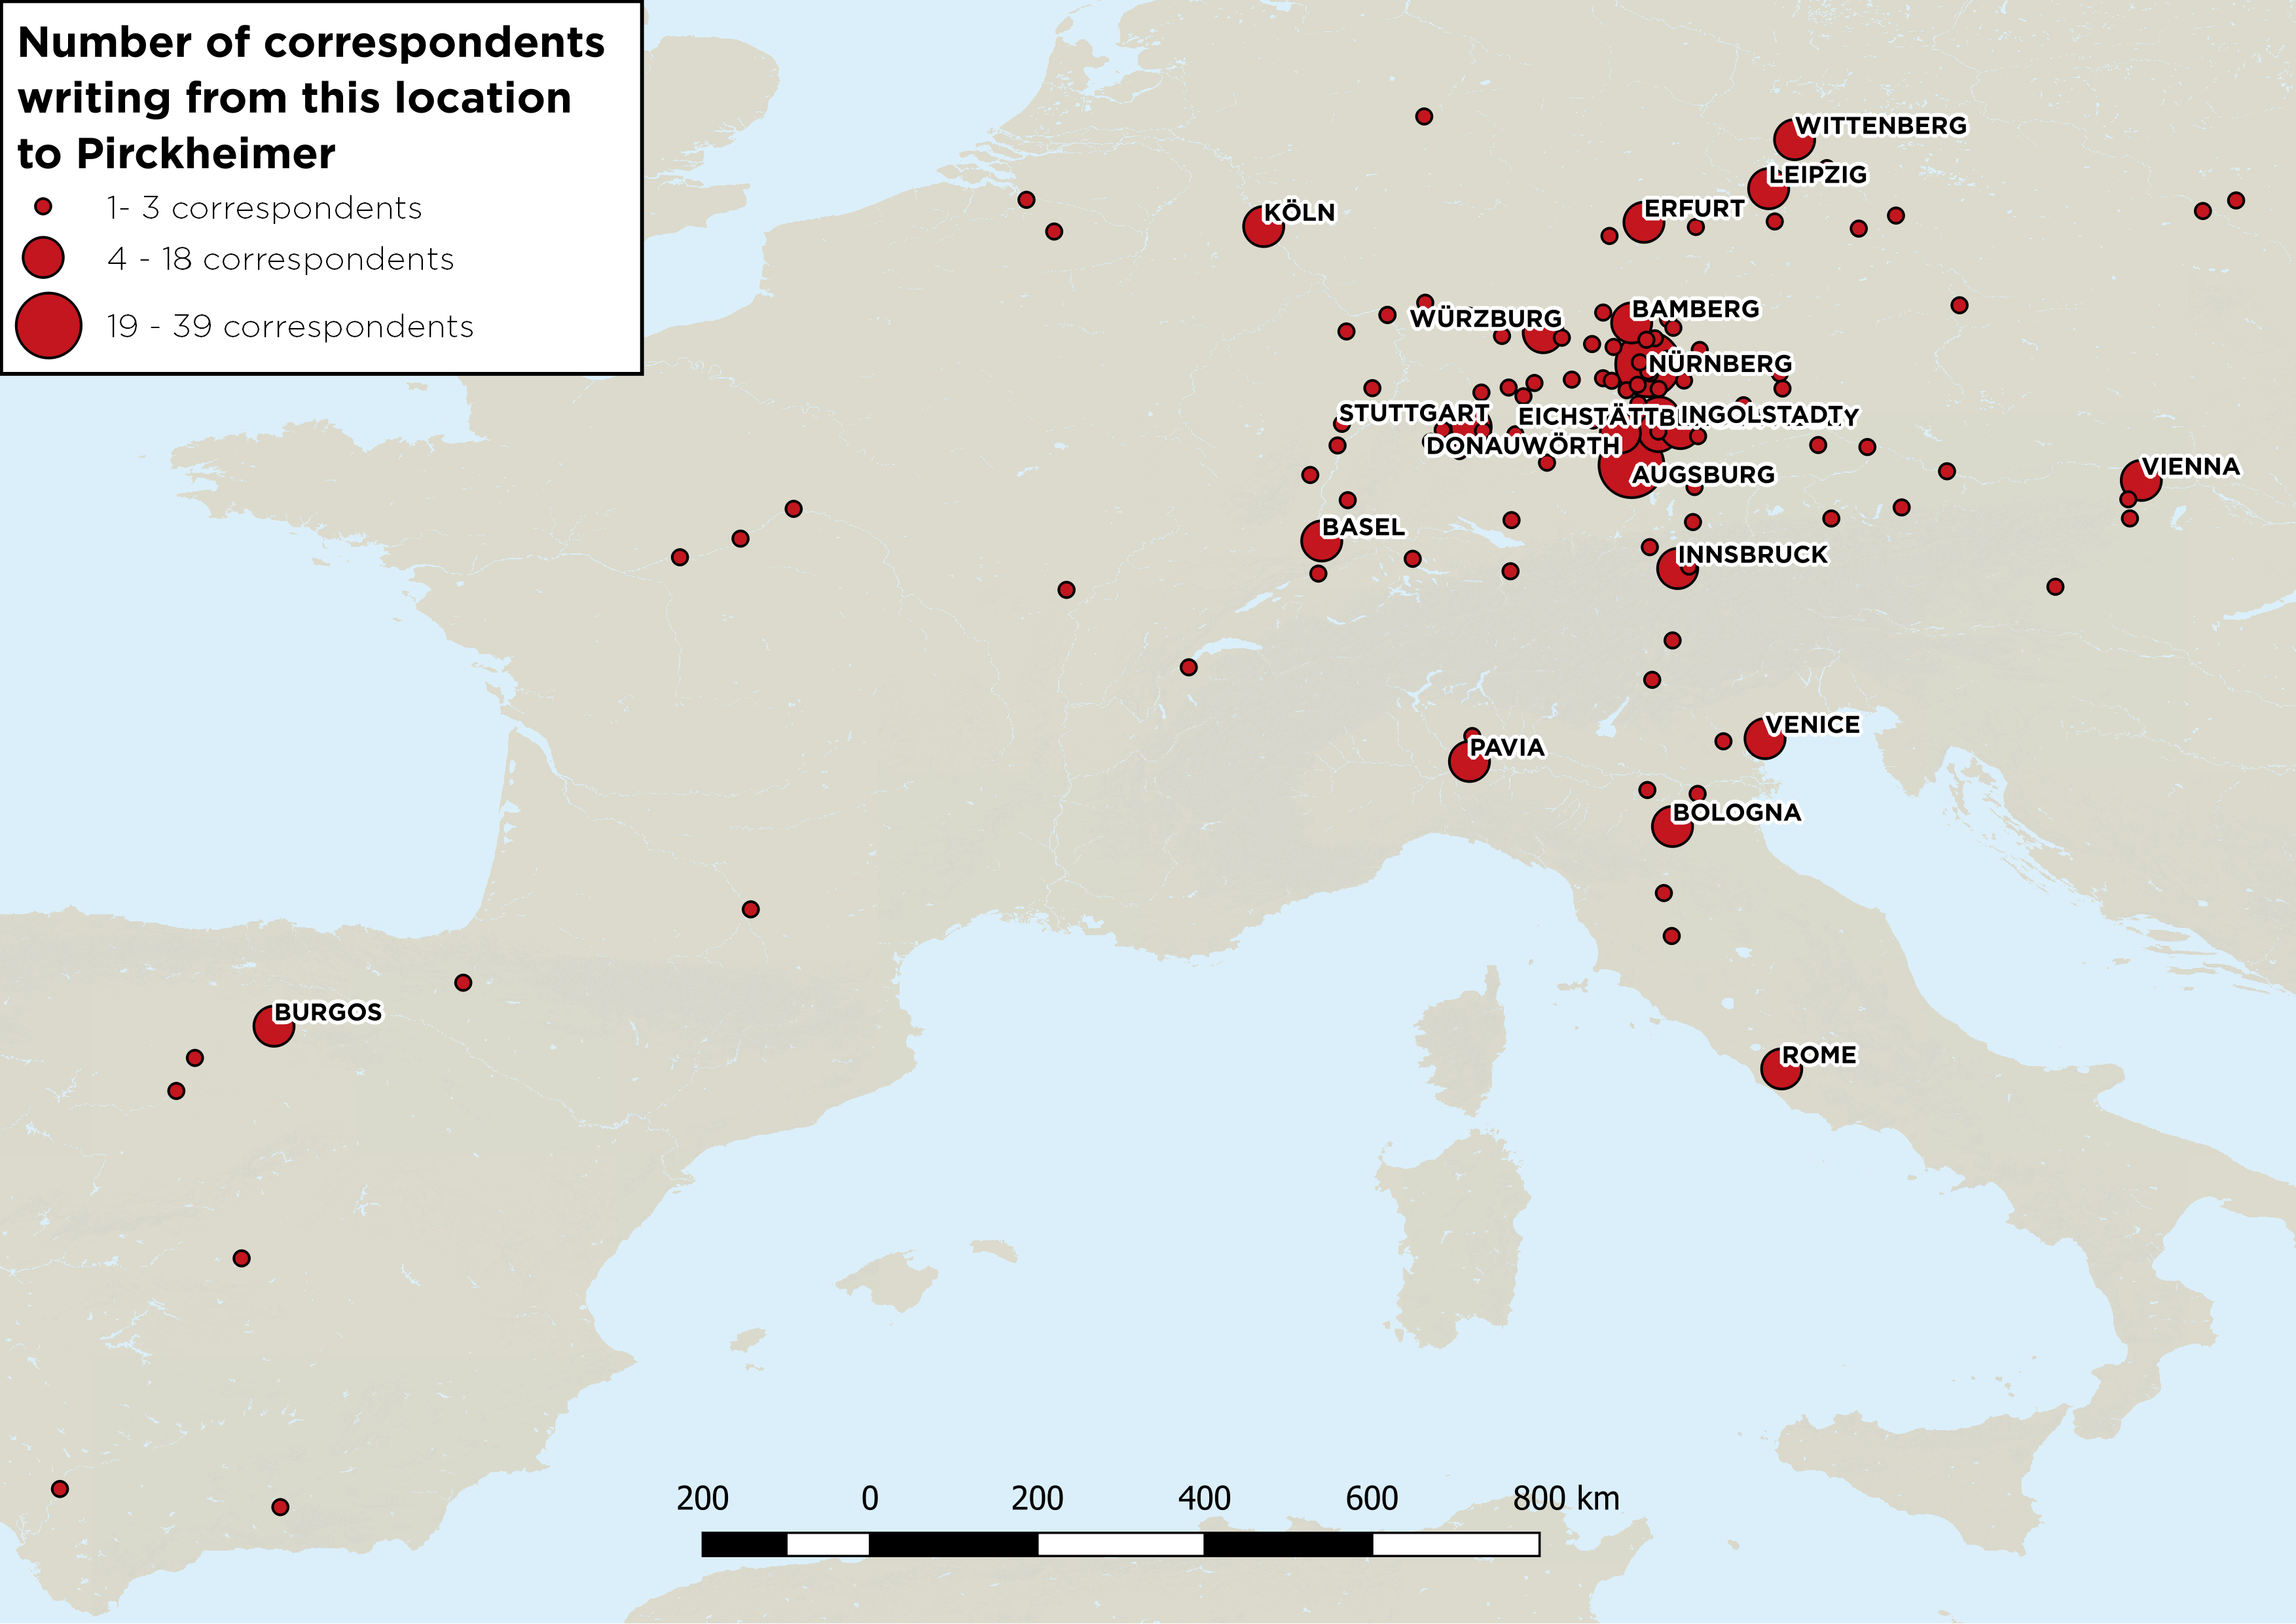 Number of correspondents
writing from this location
to Pirckheimer
1- 3 correspondents
4 - 18 correspondents
19 - 39 correspondents
WITTENBERG
LEIPZIG
KÖLN
ERFURT
BAMBERG
WÜRZBURG
NÜRNBERG
STUTTGART
EICHSTÄTT
INGOLSTADT
DONAUWÖRTH
AUGSBURG
VIENNA
BASEL
INNSBRUCK
VENICE
PAVIA
BOLOGNA
BURGOS
ROME
200 0 200 400 600 800 km